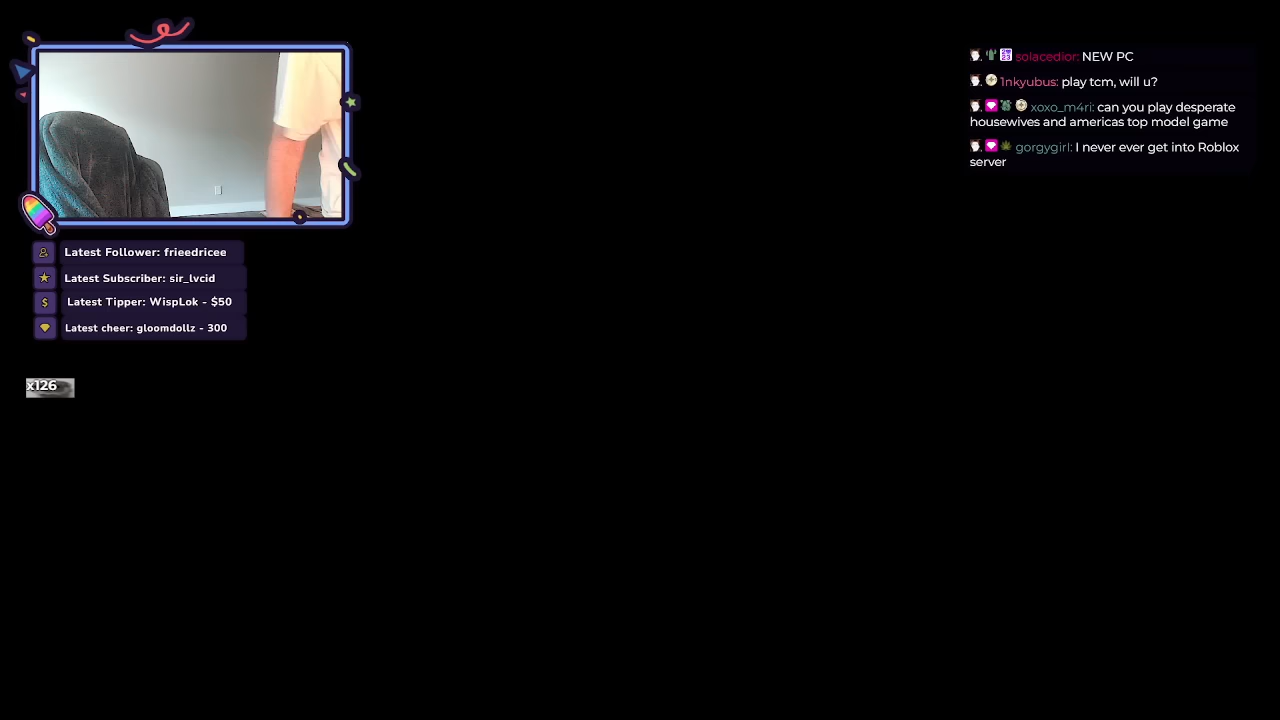 solacedior: NEW PC
1nkyubus: play tcm, will u?
xoxo_m4ri: can you play desperate
housewives and americas top model game
gorgygirl: I never ever get into Roblox
server
Latest Follower: frieedricee
Latest Subscriber: sir_lvcid
Latest Tipper: WispLok - $50
Latest cheer: gloomdollz - 300
x126